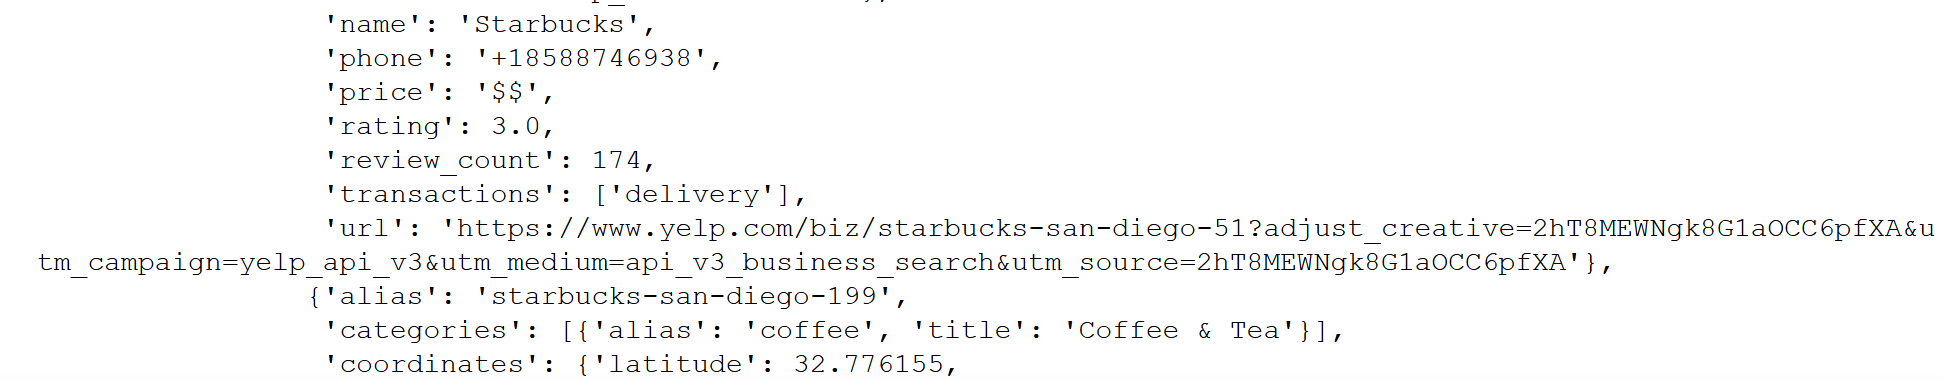 'name': 'Starbucks',
'phone': '+18588746938',
'price': '$$',
'rating': 3.0,
'review_count': 174,
'transactions': ['delivery'],
'url': 'https://www.yelp.com/biz/starbucks-san-diego-51?adjust_creative=2hT8MEWNgk8G1aOCC6pfXA&u
tm_campaign=yelp_api_v3&utm_medium=api_v3_business_search&utm_source=2hT8MEWNgk8G1aOCC6pfXA'},
{'alias': 'starbucks-san-diego-199',
'categories': [{'alias': 'coffee', 'title': 'Coffee & Tea'}],
'coordinates': {'latitude': 32.776155,